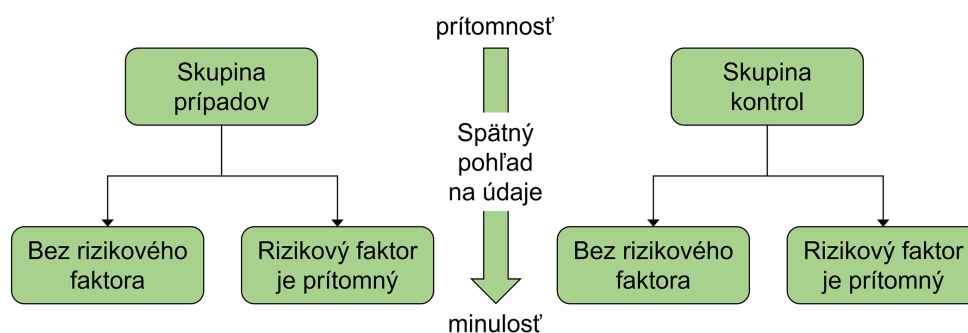 prítomnosť
Skupina
prípadov
Skupina
kontrol
Spätný
pohľad
na údaje
Bez rizikového
faktora
Rizikový faktor
je prítomný
Bez rizikového
faktora
Rizikový faktor
je prítomný
minulosť